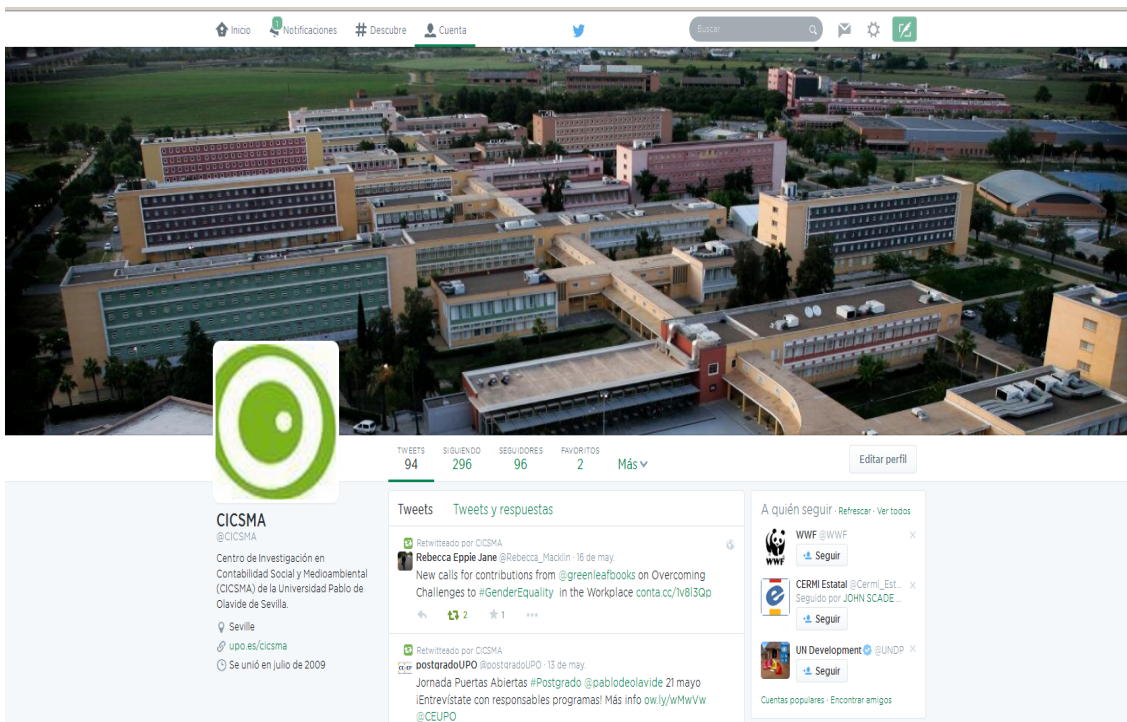 Inicio 1 Notificaciones # Descubre Cuenta Buscar
TWEETS SIGUIENDO SEGUIDORES FAVORITOS
94 296 96 2 Más Editar perfil
CICSMA
@CICSMA
Centro de Investigación en
Contabilidad Social y Medioambiental
(CICSMA) de la Universidad Pablo de
Olavide de Sevilla.
Seville
upo.es/cicsma
Se unió en julio de 2009
Tweets Tweets y respuestas
Retwitteado por CICSMA
Rebecca Eppie Jane @Rebecca_Macklin · 16 de may.
New calls for contributions from @greenleafbooks on Overcoming
Challenges to #GenderEquality in the Workplace conta.cc/1v8l3Qp
2 1
Retwitteado por CICSMA
postgradoUPO @postgradoUPO · 13 de may.
Jornada Puertas Abiertas #Postgrado @pablodeolavide 21 mayo
¡Entrevístate con responsables programas! Más info ow.ly/wMwVw
@CEUPO
A quién seguir · Refrescar · Ver todos
WWF @WWF
WWF
Seguir
CERMI Estatal @Cermi_Est...
Seguido por JOHN SCADE ...
Seguir
UN Development @UNDP
Seguir
Cuentas populares · Encontrar amigos